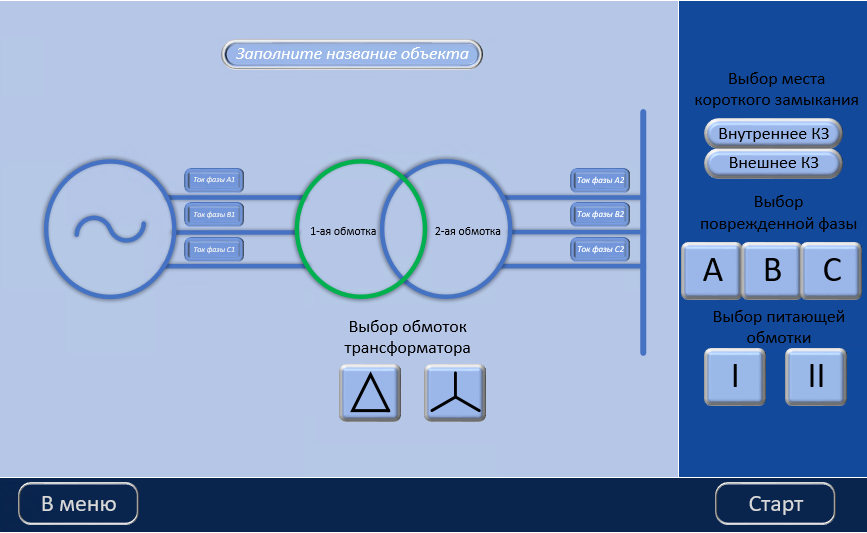 Заполните название объекта
Выбор места
короткого замыкания
Внутреннее КЗ
Внешнее КЗ
Ток фазы A1
Ток фазы B1
Ток фазы C1
1-ая обмотка
2-ая обмотка
Ток фазы A2
Ток фазы B2
Ток фазы C2
Выбор
поврежденной фазы
A B C
Выбор питающей
обмотки
I II
Выбор обмоток
трансформатора
В меню
Старт